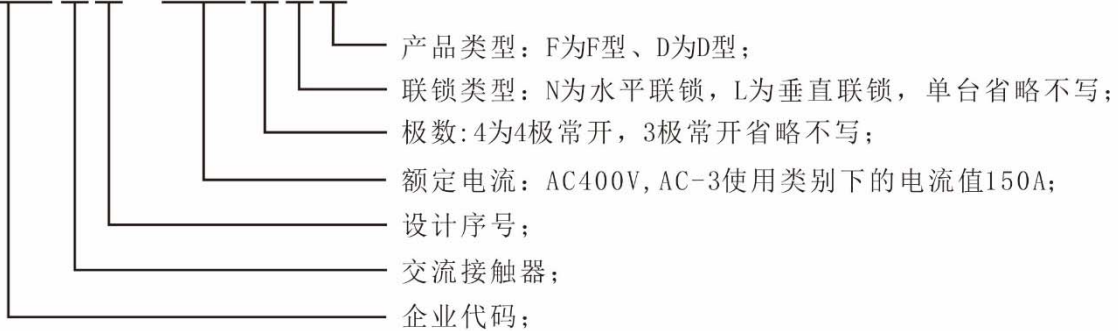 产品类型：F为F型、D为D型；
联锁类型：N为水平联锁，L为垂直联锁，单台省略不写；
极数:4为4极常开，3极常开省略不写；
额定电流：AC400V,AC-3使用类别下的电流值150A；
设计序号；
交流接触器；
企业代码；